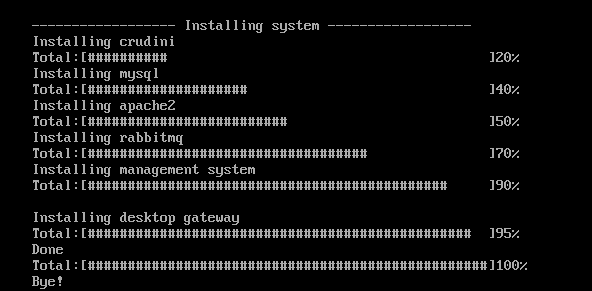 ------------------ Installing system ------------------
Installing crudini
Total:[########## ]20%
Installing mysql
Total:[#################### ]40%
Installing apache2
Total:[######################### ]50%
Installing rabbitmq
Total:[################################### ]70%
Installing management system
Total:[############################################# ]90%
Installing desktop gateway
Total:[################################################ ]95%
Done
Total:[##################################################]100%
Bye!